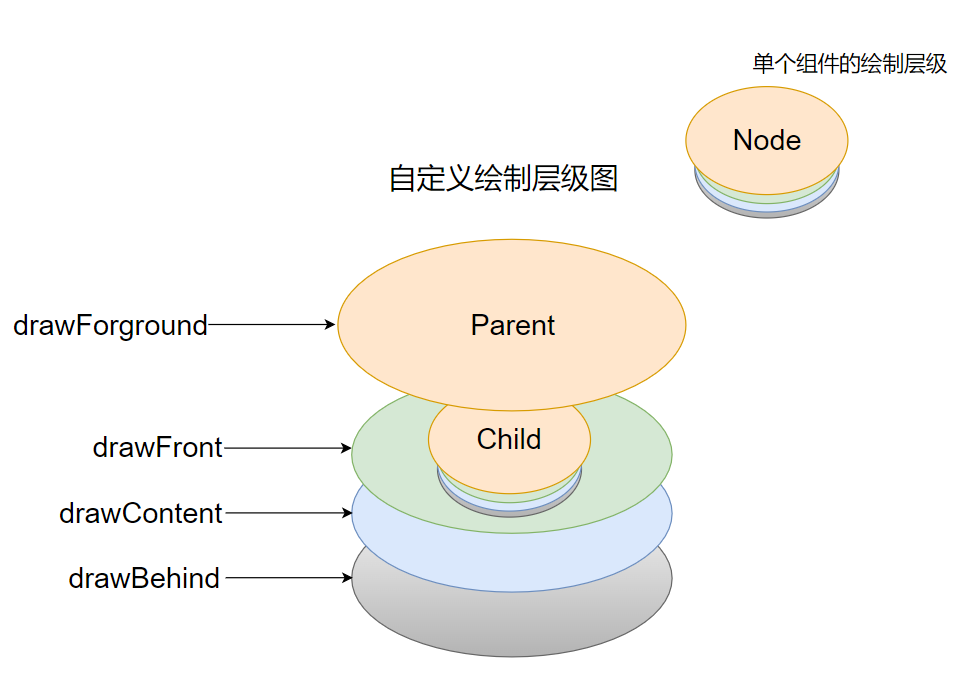 单个组件的绘制层级
Node
自定义绘制层级图
drawForground
Parent
drawFront
Child
drawContent
drawBehind